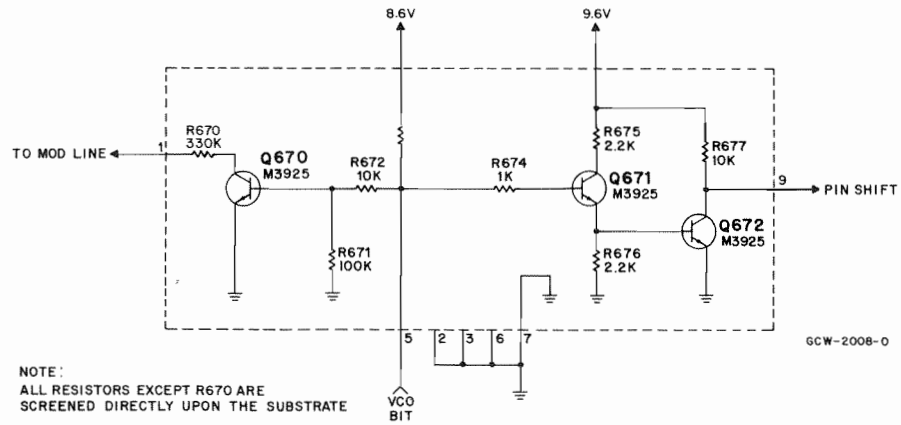 8.6V
9.6V
R670
330K
1
TO MOD LINE
Q670
M3925
R672
10K
R671
100K
R674
1K
R675
2.2K
Q671
M3925
R677
10K
9
PIN SHIFT
Q672
M3925
R676
2.2K
5
2
3
6
7
GCW-2008-0
VCO
BIT
NOTE:
ALL RESISTORS EXCEPT R670 ARE
SCREENED DIRECTLY UPON THE SUBSTRATE